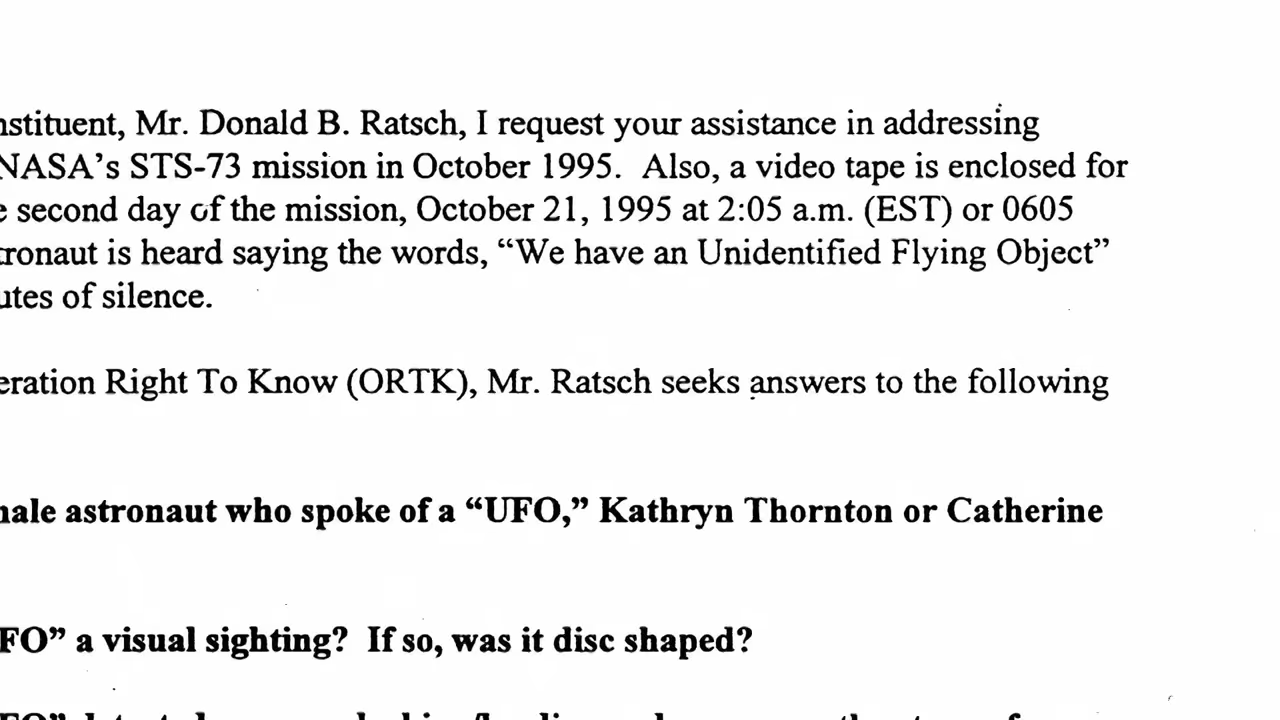 nstituent, Mr. Donald B. Ratsch, I request your assistance in addressing
NASA's STS-73 mission in October 1995. Also, a video tape is enclosed for
e second day of the mission, October 21, 1995 at 2:05 a.m. (EST) or 0605
tronaut is heard saying the words, “We have an Unidentified Flying Object”
utes of silence.
eration Right To Know (ORTK), Mr. Ratsch seeks answers to the following
male astronaut who spoke of a “UFO,” Kathryn Thornton or Catherine
FO” a visual sighting? If so, was it disc shaped?